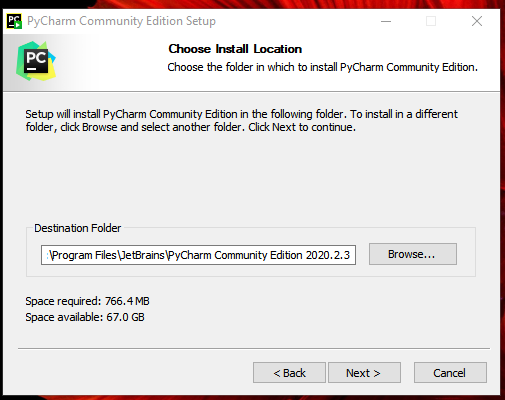 PyCharm Community Edition Setup
PC
Choose Install Location
Choose the folder in which to install PyCharm Community Edition.
Setup will install PyCharm Community Edition in the following folder. To install in a different
folder, click Browse and select another folder. Click Next to continue.
Destination Folder
:\Program Files\JetBrains\PyCharm Community Edition 2020.2.3
Browse...
Space required: 766.4 MB
Space available: 67.0 GB
< Back
Next >
Cancel